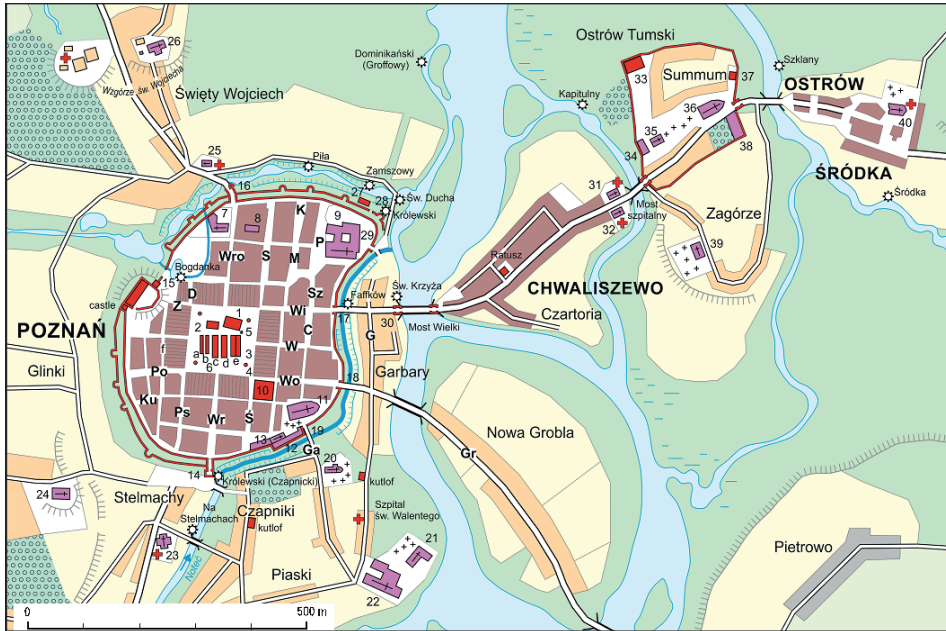 Ostrów Tumski
Szklany
26
Dominikański
(Groffowy)
33
Summum
37
OSTRÓW
Wzgórze Św. Wojciecha
Święty Wojciech
Kapitulny
36
35
40
34
38
25
Piła
ŚRÓDKA
16
Zamszowy
27
28
Św. Ducha
Królewski
31
Most
szpitalny
Śródka
7
8
K
9
P
29
32
Zagórze
39
Wro
S
M
Ratusz
Bogdanka
15
D
Z
castle
Sz
Faffków
Św. Krzyża
CHWALISZEWO
POZNAŃ
1
2
5
Wi
17
30
Most Wielki
Czartoria
C
G
W
f
a
b
c
d
e
3
6
4
Glinki
Po
Wo
18
Garbary
Ku
10
Ps
Wr
Ś
11
Nowa Grobla
13
12
19
Ga
Gr
14
Królewski (Czapnicki)
20
kutlof
24
Stelmachy
Na
Stelmachach
Czapniki
kutlof
Szpital
św. Walentego
23
21
Pietrowo
Noteć
Piaski
22
0
500 m